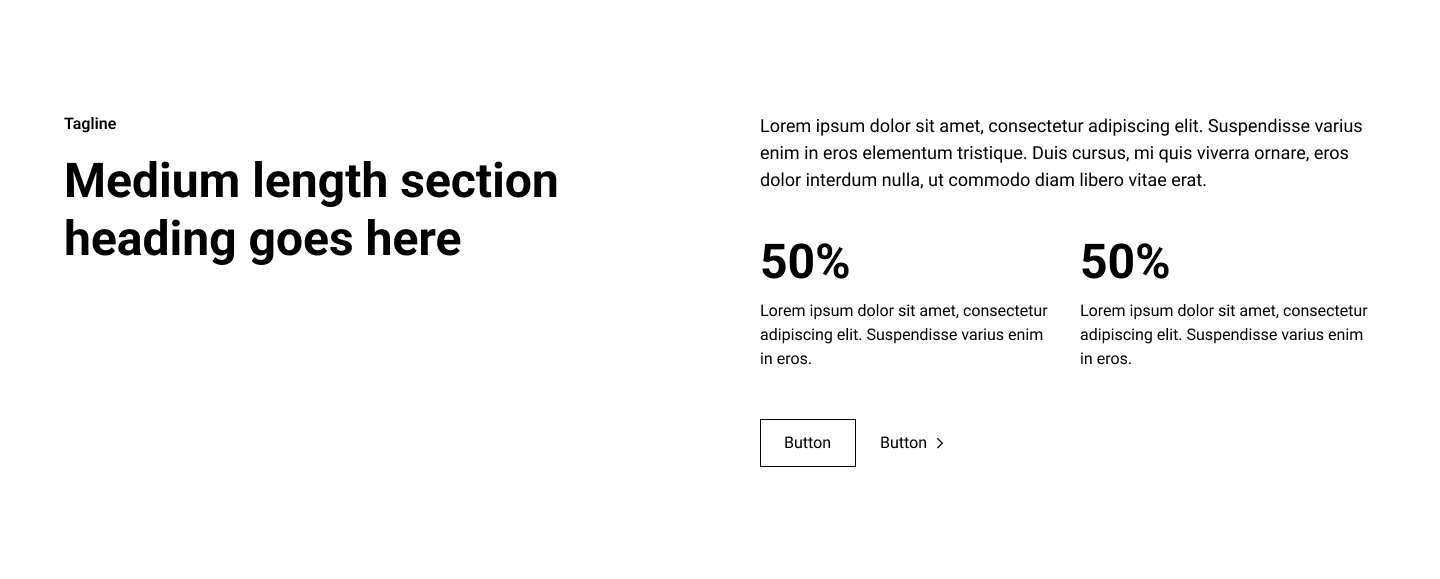 Tagline
Medium length section
heading goes here
Lorem ipsum dolor sit amet, consectetur adipiscing elit. Suspendisse varius
enim in eros elementum tristique. Duis cursus, mi quis viverra ornare, eros
dolor interdum nulla, ut commodo diam libero vitae erat.
50%
Lorem ipsum dolor sit amet, consectetur
adipiscing elit. Suspendisse varius enim
in eros.
50%
Lorem ipsum dolor sit amet, consectetur
adipiscing elit. Suspendisse varius enim
in eros.
Button
Button